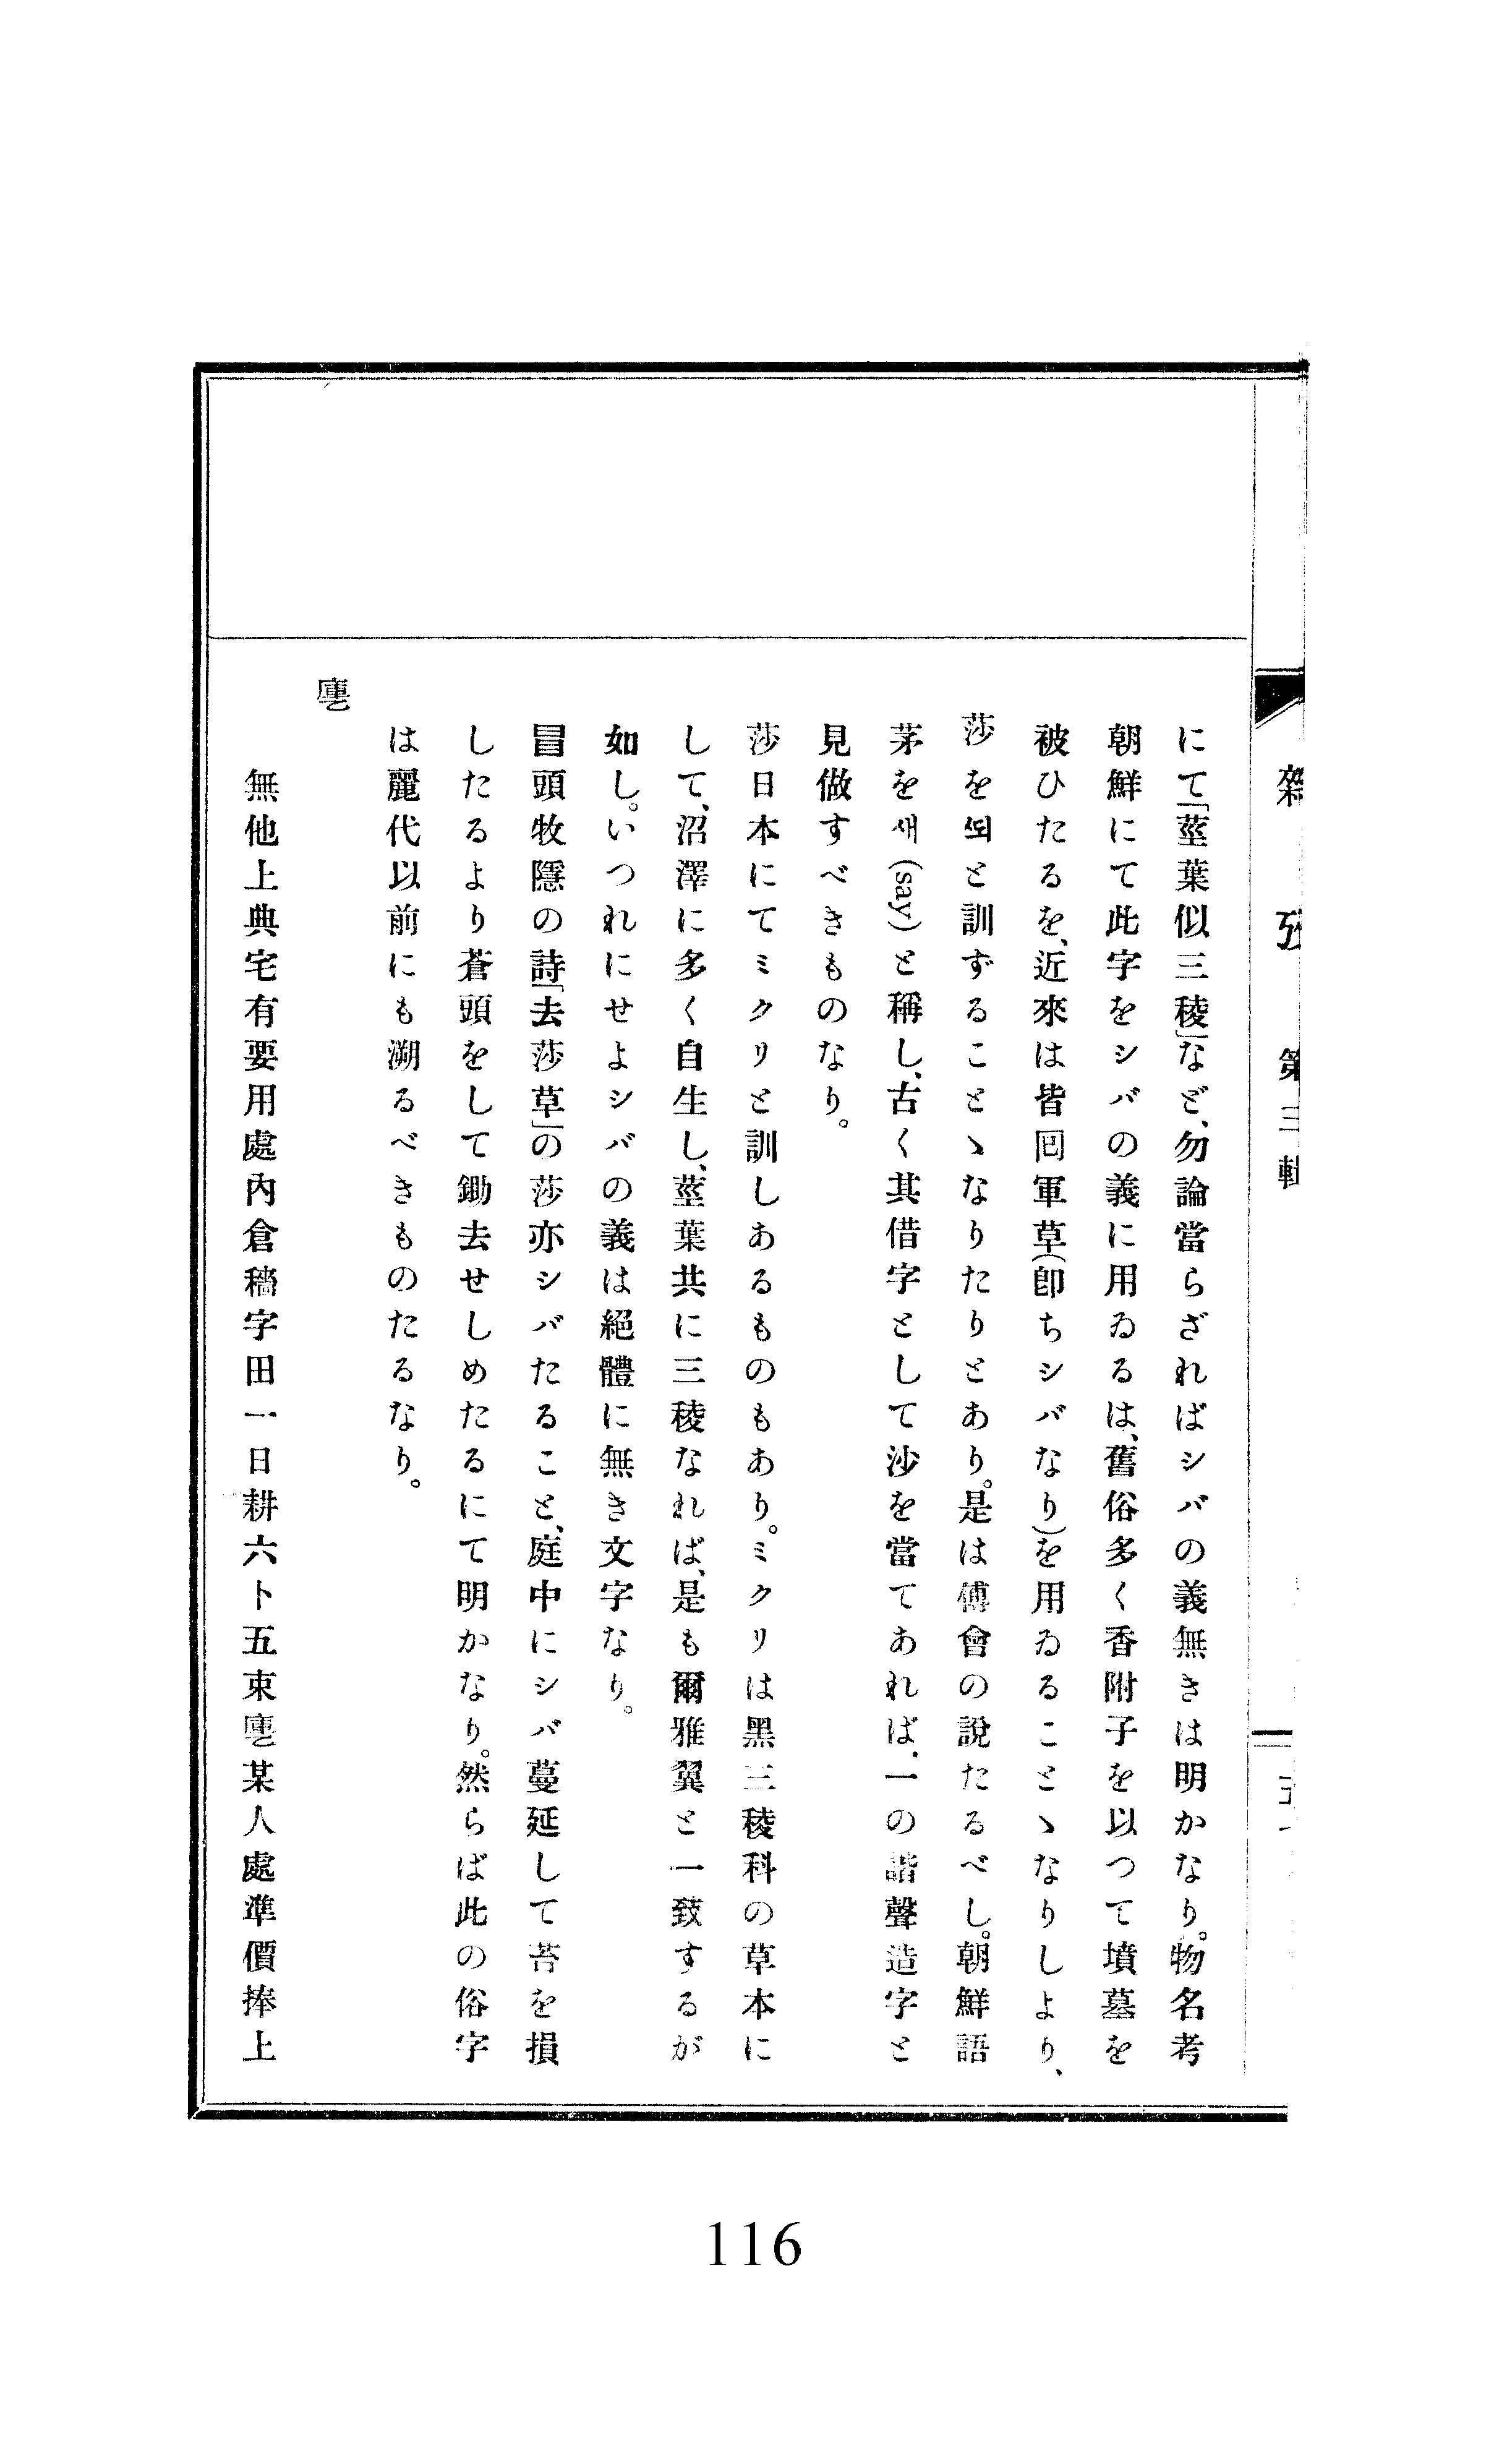 雜 攷 第三輯
にて「莖葉似三稜」など、勿論當らざればシバの義無きは明かなり。物名考
朝鮮にて此字をシバの義に用ゐるは、舊俗多く香附子を以つて墳墓を
被ひたるを、近來は皆回軍草(卽ちシバなり)を用ゐることゝなりしより、
莎を뙤と訓ずることゝなりたりとあり。是は傅會の說たるべし。朝鮮語
茅を새(say)と稱し、古く其借字として沙を當てあれば、一の諧聲造字と
見做すべきものなり。
莎日本にてミクリと訓しあるものもあり。ミクリは黑三稜科の草本に
して、沼澤に多く自生し、莖葉共に三稜なれば、是も爾雅翼と一致するが
如し。いつれにせよシバの義は絕體に無き文字なり。
冒頭牧隱の詩「去莎草」の莎亦シバたること、庭中にシバ蔓延して苔を損
したるより蒼頭をして鋤去せしめたるにて明かなり。然らば此の俗字
は麗代以前にも溯るべきものたるなり。
無他上典宅有要用處內倉穡字田一日耕六卜五束㢆某人處準價捧上
116